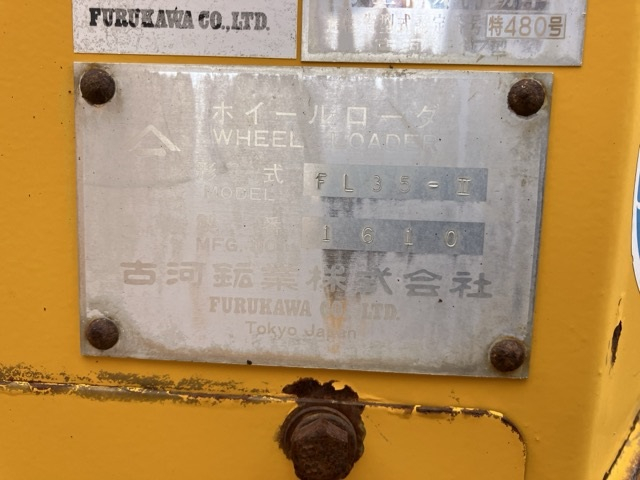 FURUKAWA CO.,LTD.
特480号
ホイールローダ
WHEEL LOADER
式 FL35-II
MODEL
MFG. NO. 1610
古河鉱業株式会社
FURUKAWA CO., LTD.
Tokyo Japan